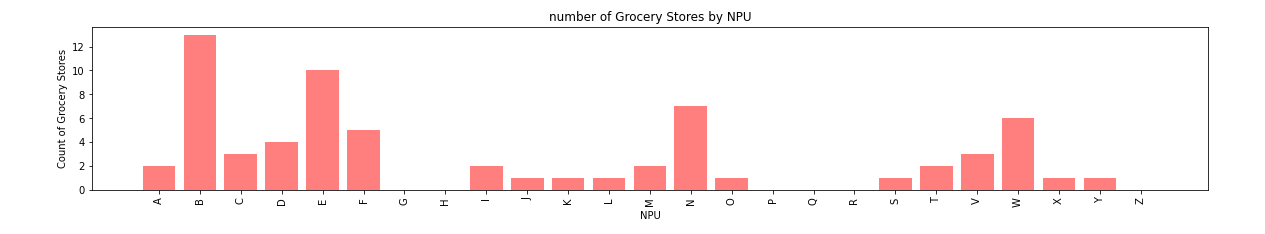 number of Grocery Stores by NPU
Count of Grocery Stores
12
10
8
6
4
2
0
A B C D E F G H I J K L M N O P Q R S T V W X Y Z
NPU